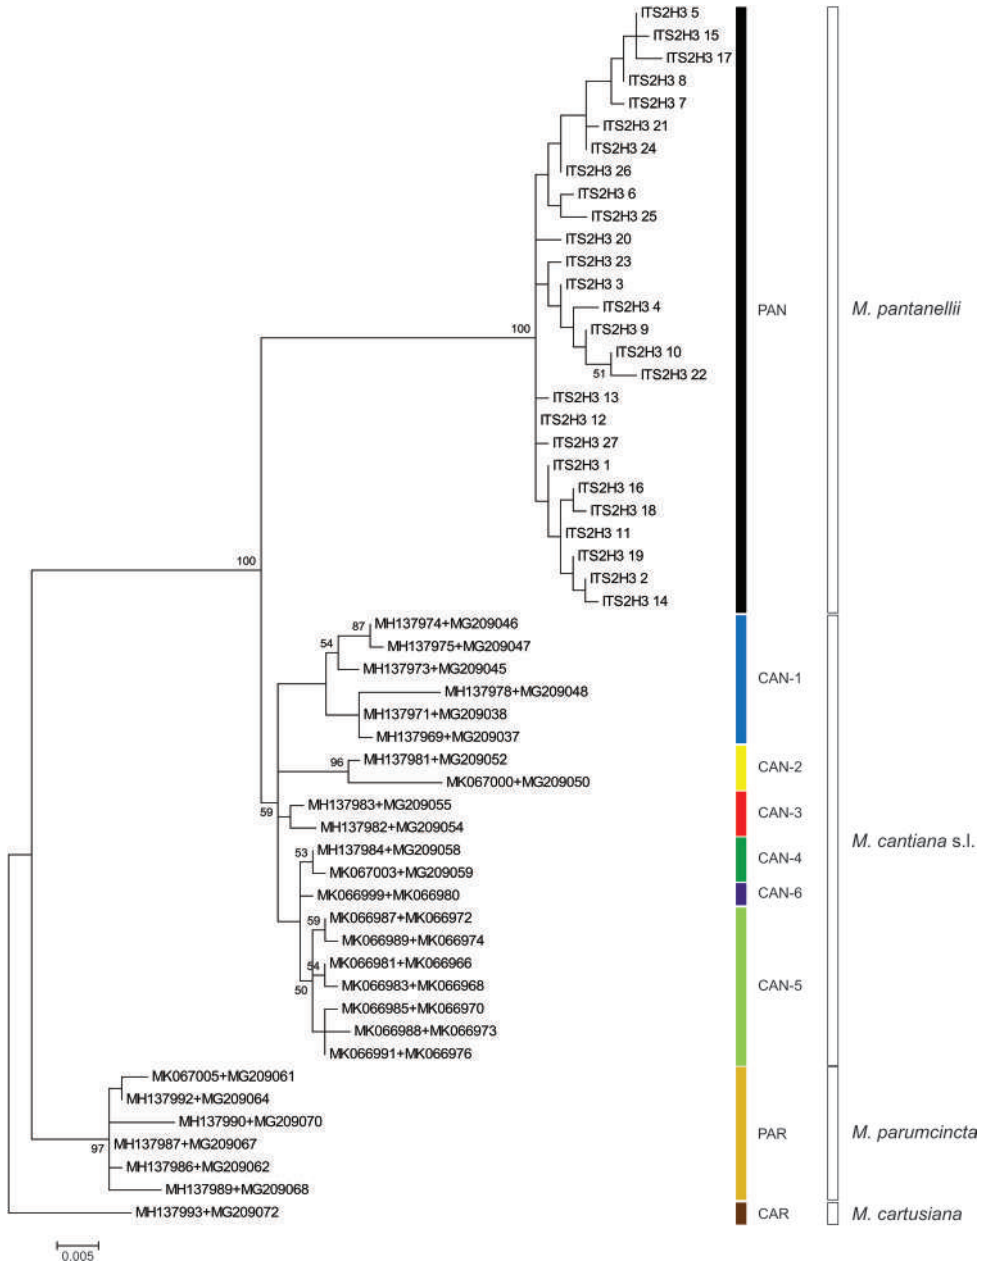 ITS2H3 5
ITS2H3 15
ITS2H3 17
ITS2H3 8
ITS2H3 7
ITS2H3 21
ITS2H3 24
ITS2H3 26
ITS2H3 6
ITS2H3 25
ITS2H3 20
ITS2H3 23
ITS2H3 3
ITS2H3 4
PAN
M. pantanellii
ITS2H3 9
100
ITS2H3 10
ITS2H3 22
51
ITS2H3 13
ITS2H3 12
ITS2H3 27
ITS2H3 1
ITS2H3 16
ITS2H3 18
ITS2H3 11
ITS2H3 19
100
ITS2H3 2
ITS2H3 14
87
MH137974+MG209046
54
MH137975+MG209047
MH137973+MG209045
CAN-1
MH137978+MG209048
MH137971+MG209038
MH137969+MG209037
96
MH137981+MG209052
CAN-2
MK067000+MG209050
MH137983+MG209055
59
CAN-3
MH137982+MG209054
M. cantiana s.l.
53
MH137984+MG209058
CAN-4
MK067003+MG209059
MK066999+MK066980
CAN-6
59
MK066987+MK066972
MK066989+MK066974
54
MK066981+MK066966
MK066983+MK066968
CAN-5
50
MK066985+MK066970
MK066988+MK066973
MK066991+MK066976
MK067005+MG209061
MH137992+MG209064
MH137990+MG209070
PAR
M. parumcincta
97
MH137987+MG209067
MH137986+MG209062
MH137989+MG209068
MH137993+MG209072
CAR
M. cartusiana
0.005